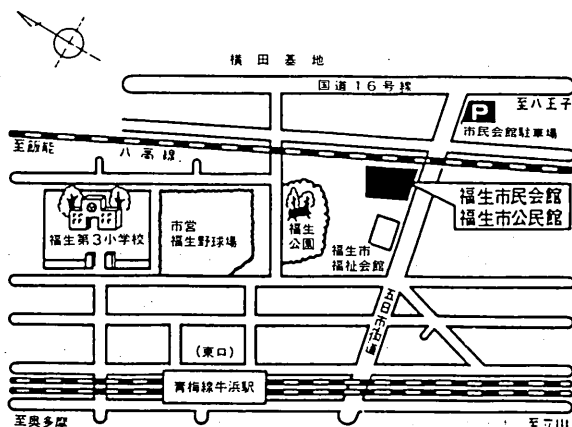 横田基地
国道16号線
P
至八王子
市民会館駐車場
至飯能
八高線
福生市民会館
福生市公民館
福生第3小学校
市営
福生野球場
福生
公園
福生市
福祉会館
五日市街道
(東口)
青梅線牛浜駅
至奥多摩
至立川